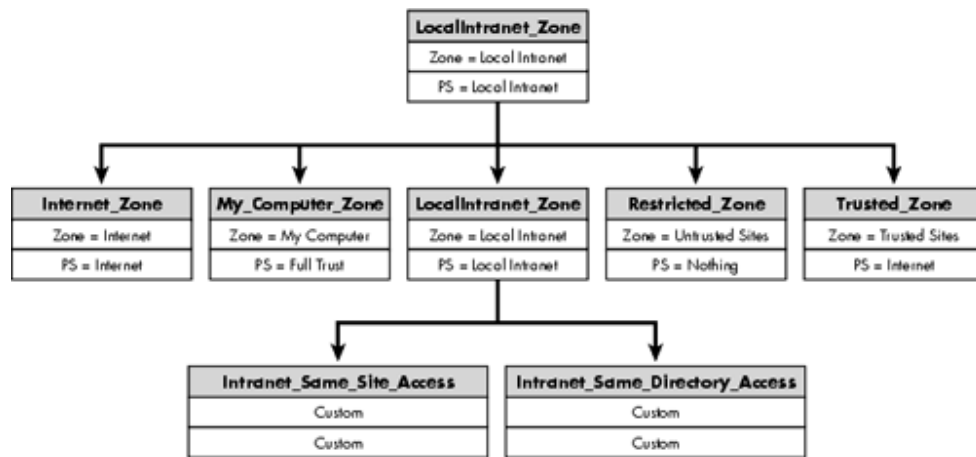 LocalIntranet_Zone
Zone = Local Intranet
PS = Local Intranet
Internet_Zone
Zone = Internet
PS = Internet
My_Computer_Zone
Zone = My Computer
PS = Full Trust
LocalIntranet_Zone
Zone = Local Intranet
PS = Local Intranet
Restricted_Zone
Zone = Untrusted Sites
PS = Nothing
Trusted_Zone
Zone = Trusted Sites
PS = Internet
Intranet_Same_Site_Access
Custom
Custom
Intranet_Same_Directory_Access
Custom
Custom